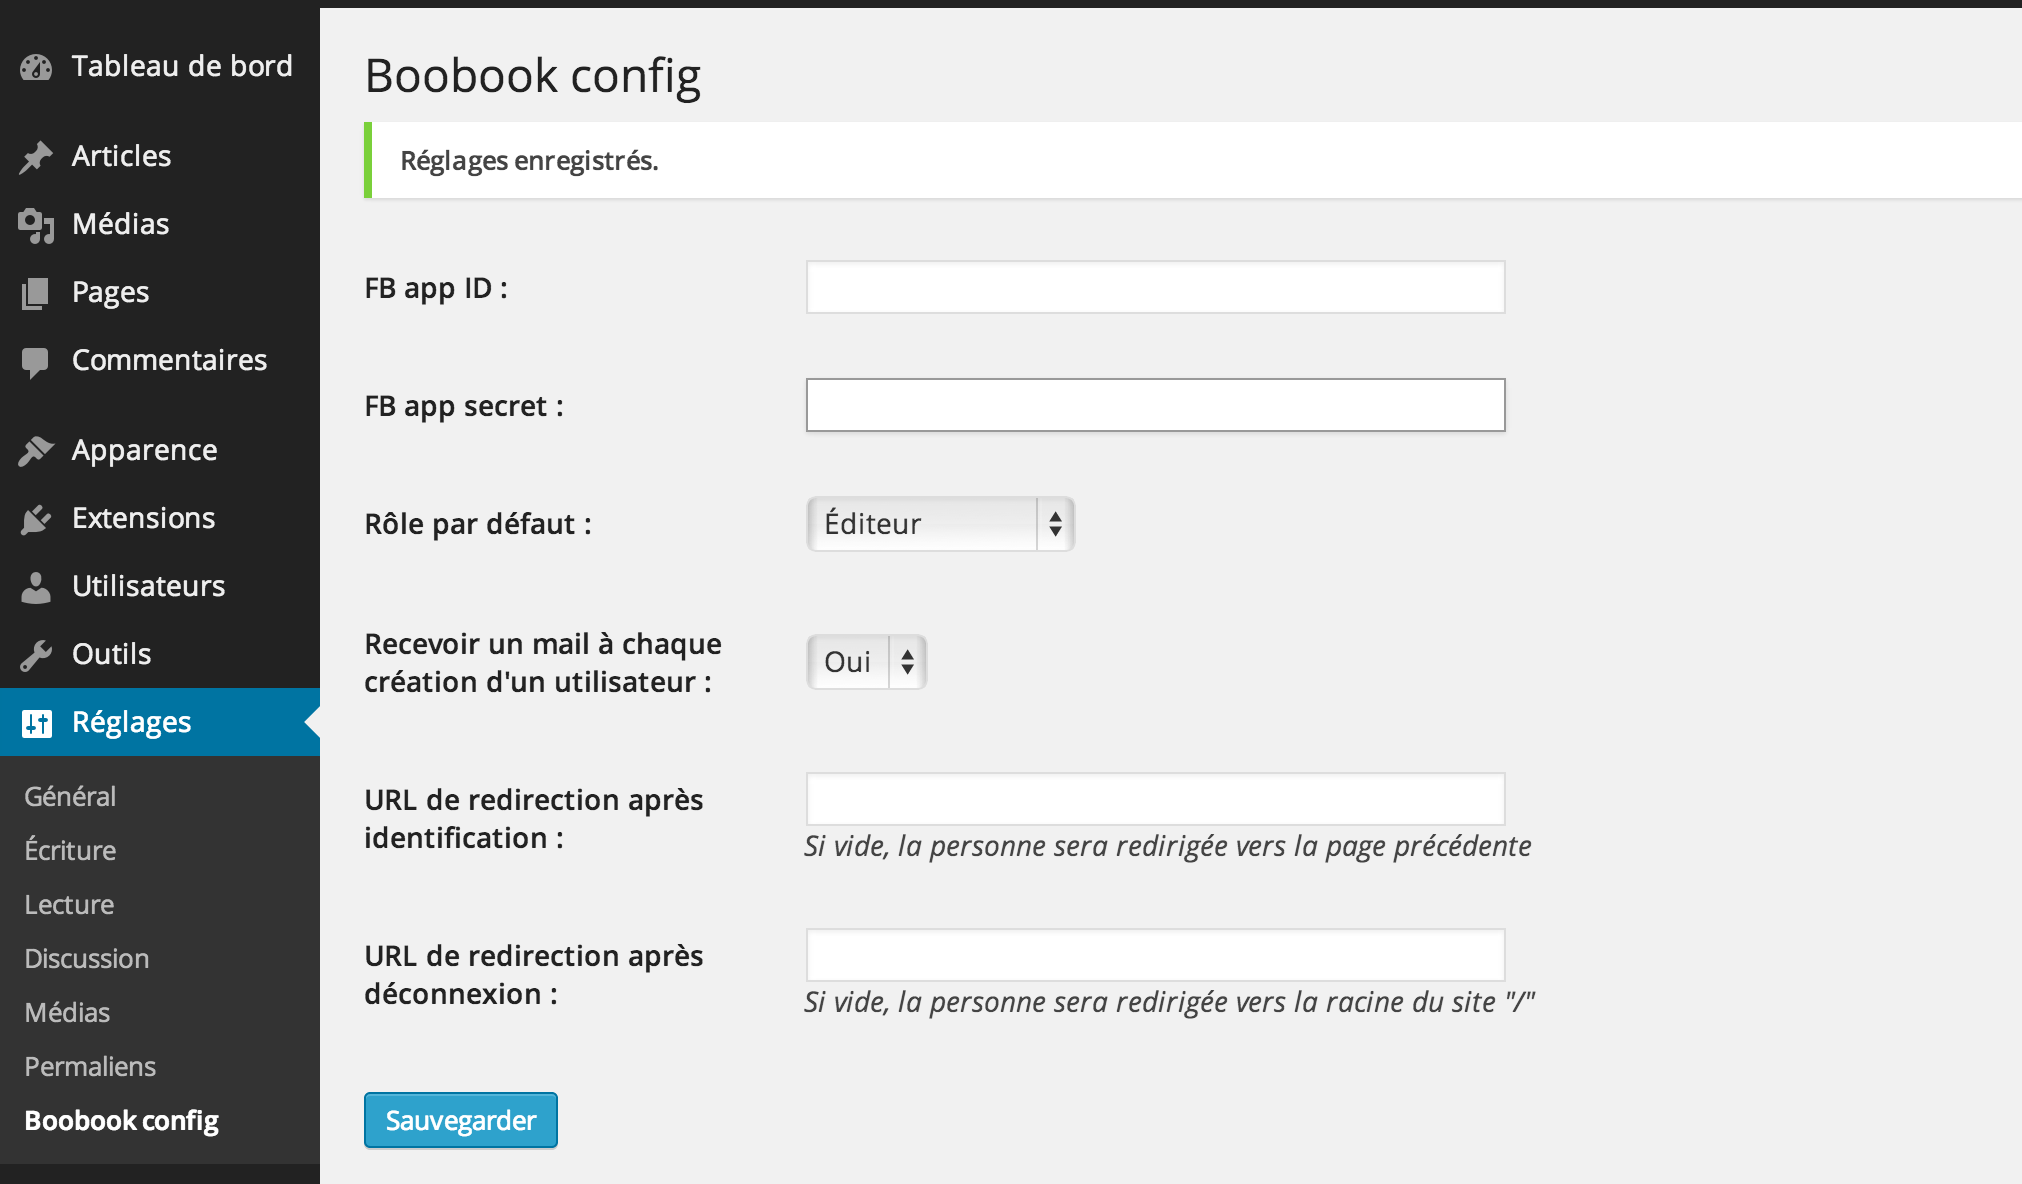 Tableau de bord
Articles
Médias
Pages
Commentaires
Apparence
Extensions
Utilisateurs
Outils
Réglages
Général
Écriture
Lecture
Discussion
Médias
Permaliens
Boobook config
Boobook config
Réglages enregistrés.
FB app ID :
FB app secret :
Rôle par défaut :
Éditeur
Recevoir un mail à chaque
création d'un utilisateur :
Oui
URL de redirection après
identification :
Si vide, la personne sera redirigée vers la page précédente
URL de redirection après
déconnexion :
Si vide, la personne sera redirigée vers la racine du site "/"
Sauvegarder